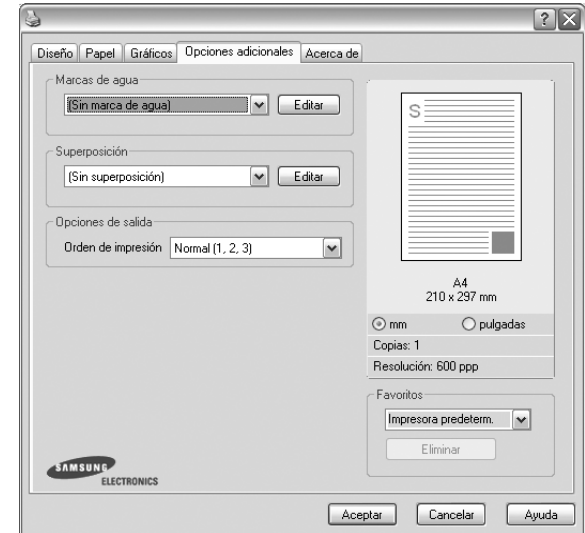 Diseño Papel Gráficos Opciones adicionales Acerca de
Marcas de agua
(Sin marca de agua) Editar
Superposición
(Sin superposición) Editar
Opciones de salida
Orden de impresión Normal (1, 2, 3)
S
A4
210 x 297 mm
mm pulgadas
Copias: 1
Resolución: 600 ppp
Favoritos
Impresora predeterm.
Eliminar
SAMSUNG
ELECTRONICS
Aceptar Cancelar Ayuda